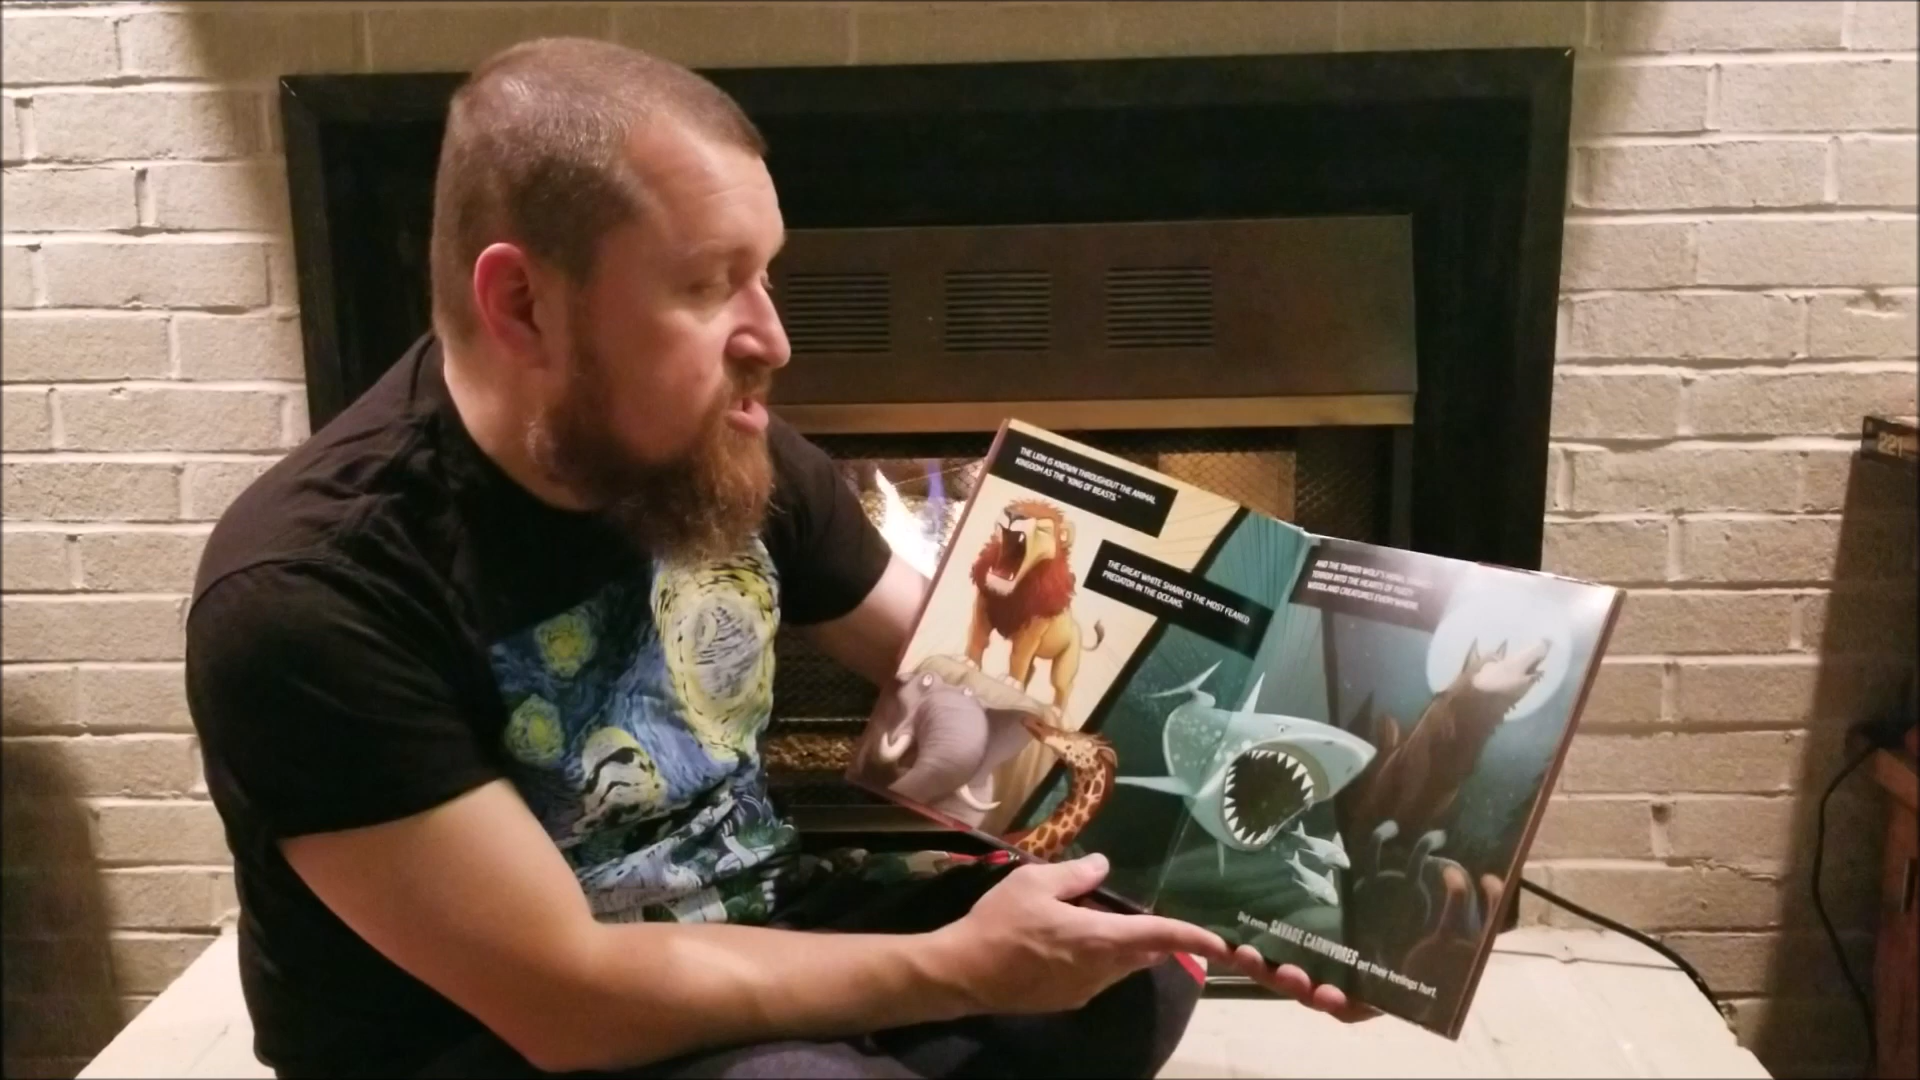 THE LION IS KNOWN THROUGHOUT THE ANIMAL
KINGDOM AS THE "KING OF BEASTS."
THE GREAT WHITE SHARK IS THE MOST FEARED
PREDATOR IN THE OCEANS.
AND THE TIMBER WOLF'S HOWL
TERROR INTO THE HEARTS OF FUZZY
WOODLAND CREATURES EVERYWHERE.
But even SAVAGE CARNIVORES get their feelings hurt.
221